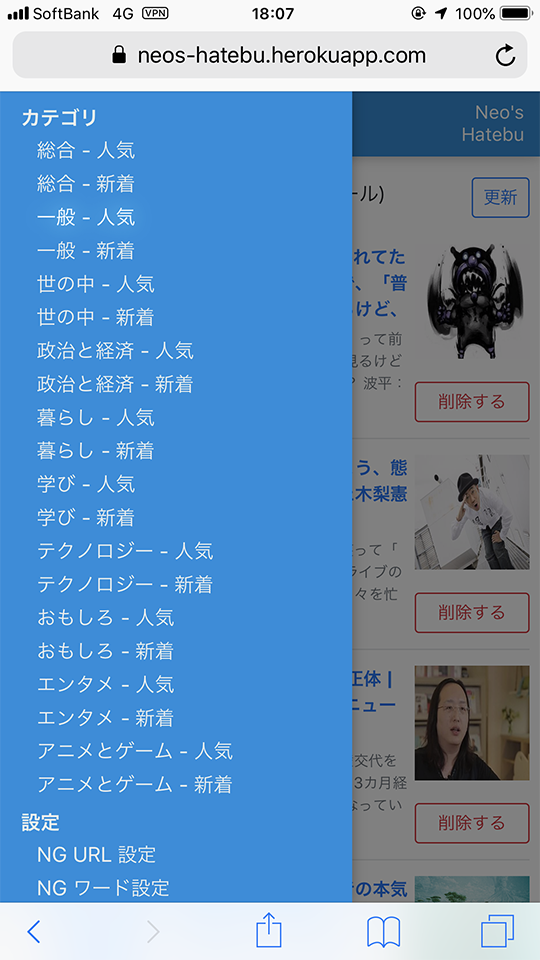 SoftBank 4G VPN 18:07 100%
neos-hatebu.herokuapp.com
カテゴリ
総合 - 人気
総合 - 新着
一般 - 人気
一般 - 新着
世の中 - 人気
世の中 - 新着
政治と経済 - 人気
政治と経済 - 新着
暮らし - 人気
暮らし - 新着
学び - 人気
学び - 新着
テクノロジー - 人気
テクノロジー - 新着
おもしろ - 人気
おもしろ - 新着
エンタメ - 人気
エンタメ - 新着
アニメとゲーム - 人気
アニメとゲーム - 新着
設定
NG URL 設定
NG ワード設定
Neo's
Hatebu
ール)
更新
れてた
、「普
けど、
って前
見るけど
? 波平：
削除する
う、熊
木梨憲
って「
ライブの
々を忙
削除する
正体 |
ニュー
交代を
3カ月経
なってい
削除する
の本気